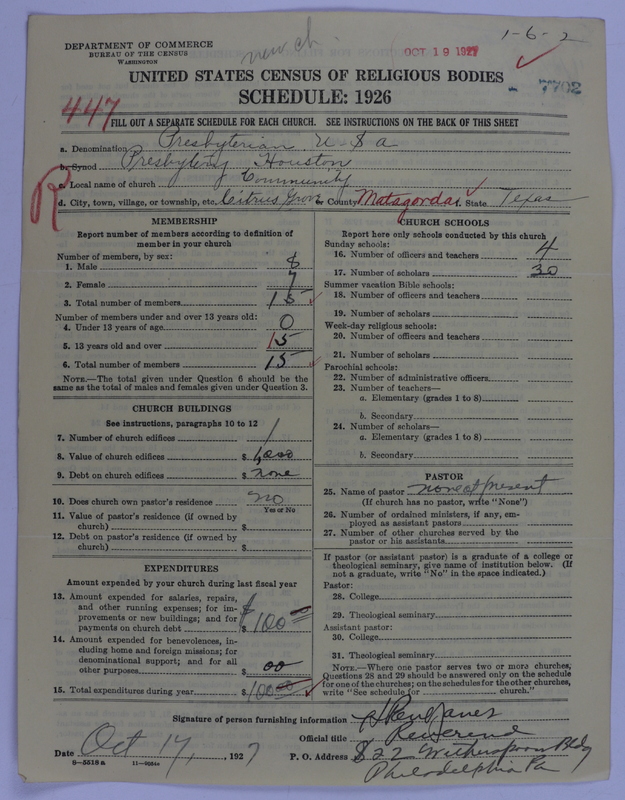 DEPARTMENT OF COMMERCE
BUREAU OF THE CENSUS
WASHINGTON
new ch
OCT 19 1927
1-6-2
UNITED STATES CENSUS OF RELIGIOUS BODIES
SCHEDULE: 1926
7702
447
FILL OUT A SEPARATE SCHEDULE FOR EACH CHURCH. SEE INSTRUCTIONS ON THE BACK OF THIS SHEET
a. Denomination Presbyterian U-S a
b. Synod Presbytery Houston
c. Local name of church Community
d. City, town, village, or township, etc. Citrus Grove e. County Matagorda f. State Texas
R
MEMBERSHIP
Report number of members according to definition of
member in your church
Number of members, by sex:
1. Male 8
2. Female 7
3. Total number of members 15
Number of members under and over 13 years old:
4. Under 13 years of age 0
5. 13 years old and over 15
6. Total number of members 15
NOTE.—The total given under Question 6 should be
same as the total of males and females given under Question 3.
CHURCH BUILDINGS
See instructions, paragraphs 10 to 12
7. Number of church edifices 1
8. Value of church edifices $ 1,000
9. Debt on church edifices $ none
10. Does church own pastor's residence no
Yes or No
11. Value of pastor's residence (if owned by
church) $
12. Debt on pastor's residence (if owned by
church) $
EXPENDITURES
Amount expended by your church during last fiscal year
13. Amount expended for salaries, repairs,
and other running expenses; for im-
provements or new buildings; and for
payments on church debt $ 100 00
14. Amount expended for benevolences, in-
cluding home and foreign missions; for
denominational support; and for all
other purposes $ 00
15. Total expenditures during year $ 100 00
CHURCH SCHOOLS
Report here only schools conducted by this church
Sunday schools:
16. Number of officers and teachers 4
17. Number of scholars 30
Summer vacation Bible schools:
18. Number of officers and teachers
19. Number of scholars
Week-day religious schools:
20. Number of officers and teachers
21. Number of scholars
Parochial schools:
22. Number of administrative officers
23. Number of teachers—
a. Elementary (grades 1 to 8)
b. Secondary
24. Number of scholars—
a. Elementary (grades 1 to 8)
b. Secondary
PASTOR
25. Name of pastor none at present
(If church has no pastor, write "None")
26. Number of ordained ministers, if any, em-
ployed as assistant pastors
27. Number of other churches served by the
pastor or his assistants
If pastor (or assistant pastor) is a graduate of a college or
theological seminary, give name of institution below. (If
not a graduate, write "No" in the space indicated.)
Pastor:
28. College
29. Theological seminary
Assistant pastor:
30. College
31. Theological seminary
NOTE.—Where one pastor serves two or more churches,
Questions 28 and 29 should be answered only on the schedule
for one of the churches; on the schedules for the other churches,
write "See schedule for church."
Signature of person furnishing information
Official title Reverend
Date Oct 17, 1927 P. O. Address 822 Witherspoon Bldg
8—5518 a
Philadelphia Pa